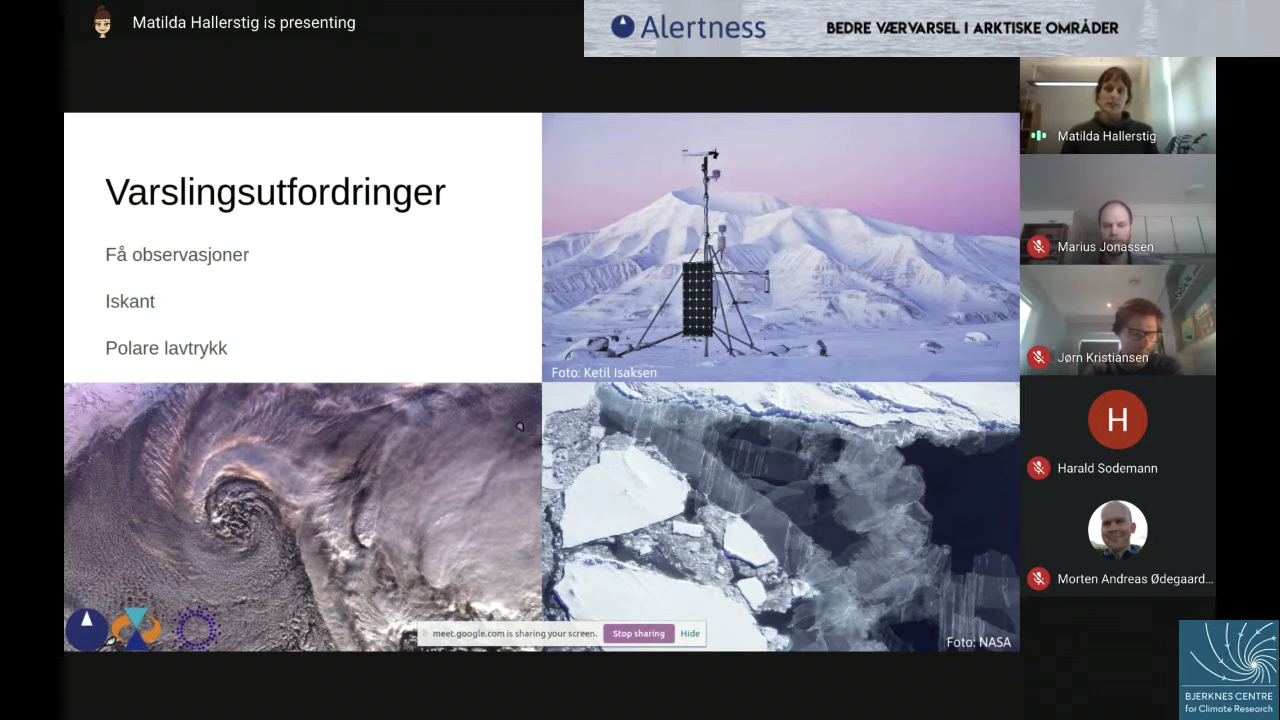 Matilda Hallerstig is presenting
Alertness
BEDRE VÆRVARSEL I ARKTISKE OMRÅDER
Varslingsutfordringer
Få observasjoner
Iskant
Polare lavtrykk
Foto: Ketil Isaksen
Foto: NASA
meet.google.com is sharing your screen.
Stop sharing
Hide
Matilda Hallerstig
Marius Jonassen
Jørn Kristiansen
H
Harald Sodemann
Morten Andreas Ødegaard...
BJERKNES CENTRE
for Climate Research